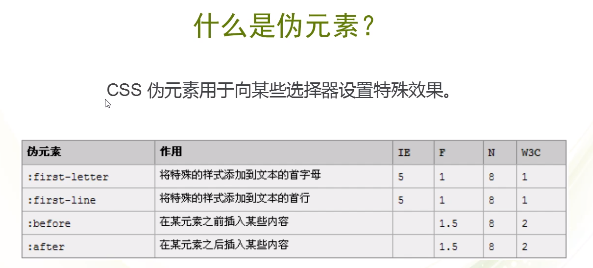 什么是伪元素？
CSS 伪元素用于向某些选择器设置特殊效果。
伪元素 作用 IE F N W3C
:first-letter 将特殊的样式添加到文本的首字母 5 1 8 1
:first-line 将特殊的样式添加到文本的首行 5 1 8 1
:before 在某元素之前插入某些内容 1.5 8 2
:after 在某元素之后插入某些内容 1.5 8 2